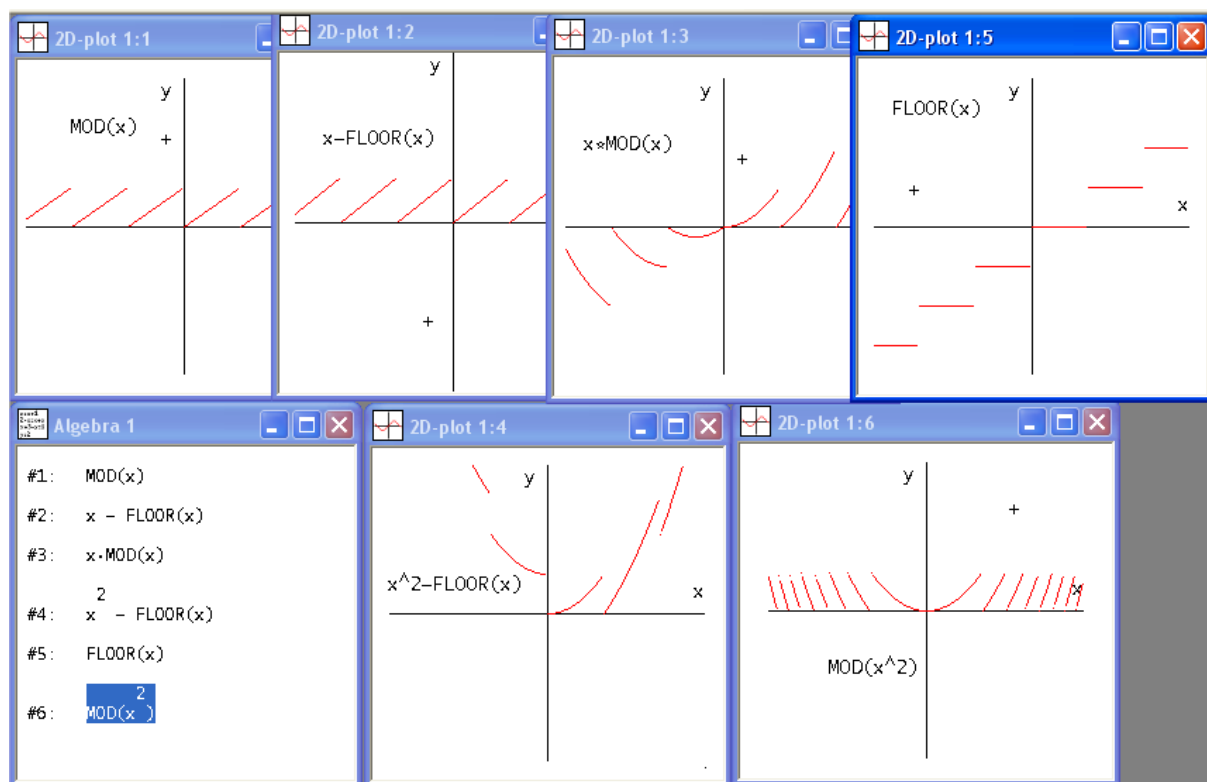 2D-plot 1:1
y
MOD(x)
2D-plot 1:2
y
x-FLOOR(x)
2D-plot 1:3
y
x*MOD(x)
2D-plot 1:5
FLOOR(x) y
x
Algebra 1
#1: MOD(x)
#2: x - FLOOR(x)
#3: x·MOD(x)
2
#4: x - FLOOR(x)
#5: FLOOR(x)
2
#6: MOD(x )
2D-plot 1:4
y
x^2-FLOOR(x)
x
2D-plot 1:6
y
x
MOD(x^2)